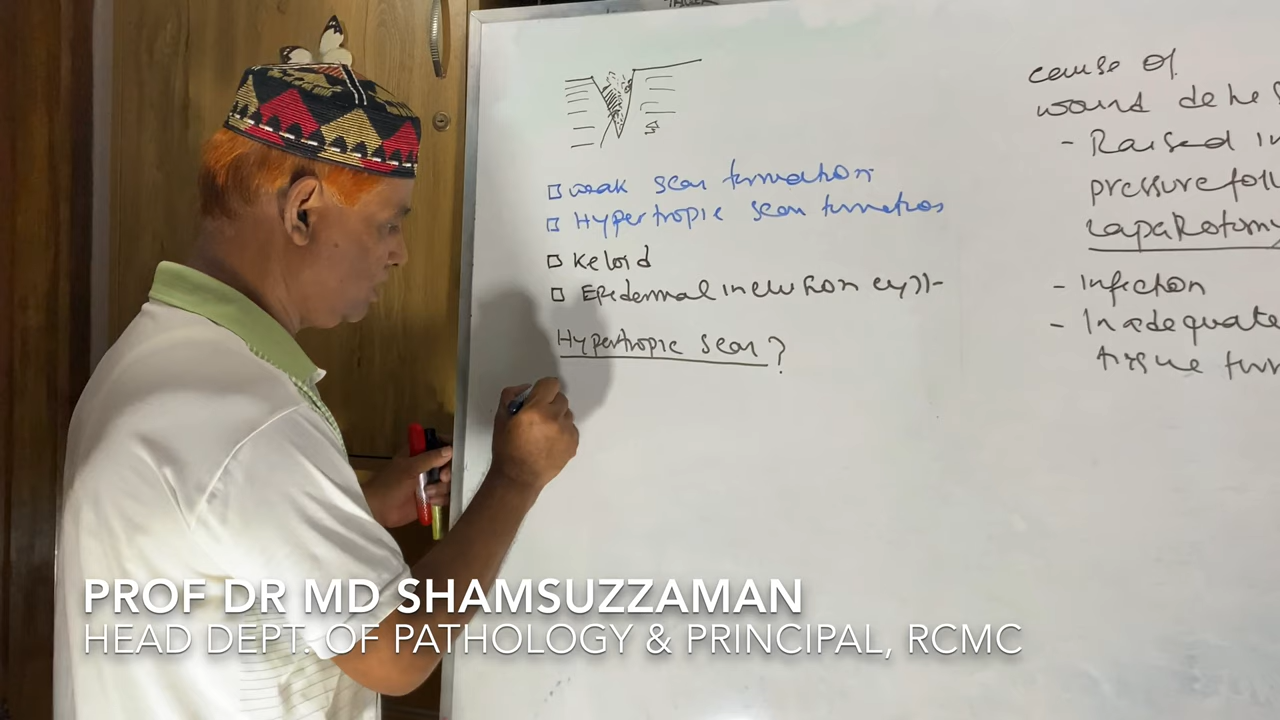 weak scar formation
Hypertropic scar formation
Keloid
Epidermal inclusion cyst
Hypertropic scar?
cause of
wound dehes
- Raised in
pressure foll
Laparotomy
- Infection
- Inadequate
tissue
PROF DR MD SHAMSUZZAMAN
HEAD DEPT. OF PATHOLOGY & PRINCIPAL, RCMC